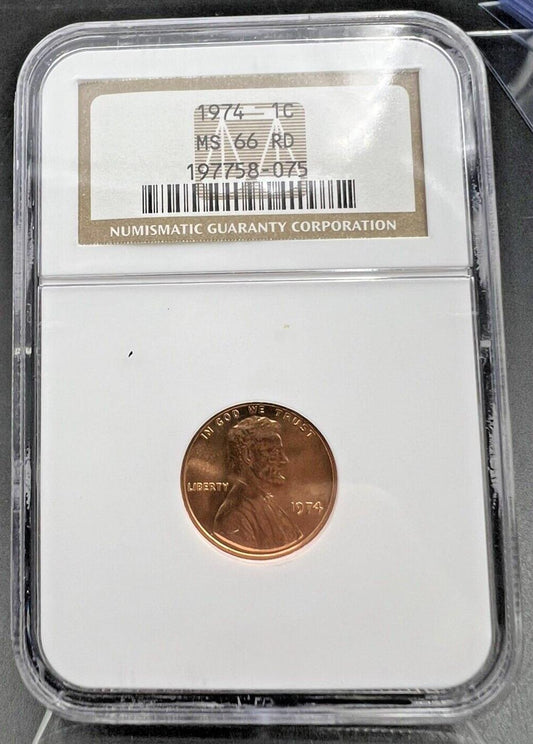 1974 1C
MS 66 RD
197758-075
NUMISMATIC GUARANTY CORPORATION
IN GOD WE TRUST
LIBERTY
1974